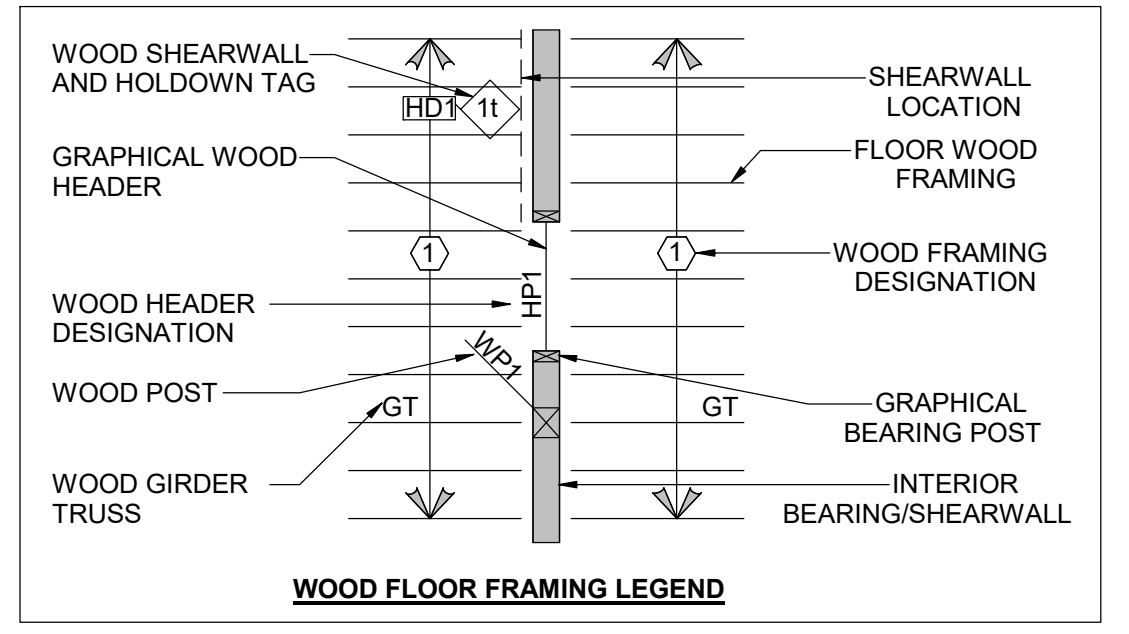 WOOD SHEARWALL
AND HOLDOWN TAG
HD1
1t
SHEARWALL
LOCATION
GRAPHICAL WOOD
HEADER
FLOOR WOOD
FRAMING
1
1
WOOD FRAMING
DESIGNATION
WOOD HEADER
DESIGNATION
HP1
WP1
WOOD POST
GT
GT
GRAPHICAL
BEARING POST
WOOD GIRDER
TRUSS
INTERIOR
BEARING/SHEARWALL
WOOD FLOOR FRAMING LEGEND